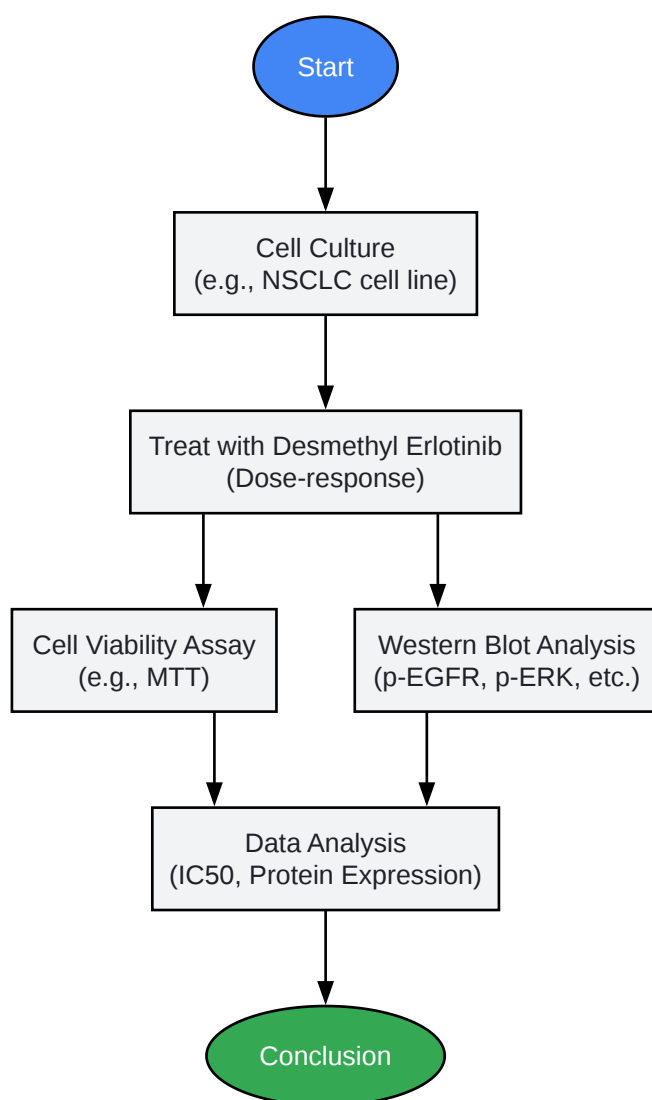 Start
Cell Culture
(e.g., NSCLC cell line)
Treat with Desmethyl Erlotinib
(Dose-response)
Cell Viability Assay
(e.g., MTT)
Western Blot Analysis
(p-EGFR, p-ERK, etc.)
Data Analysis
(IC50, Protein Expression)
Conclusion